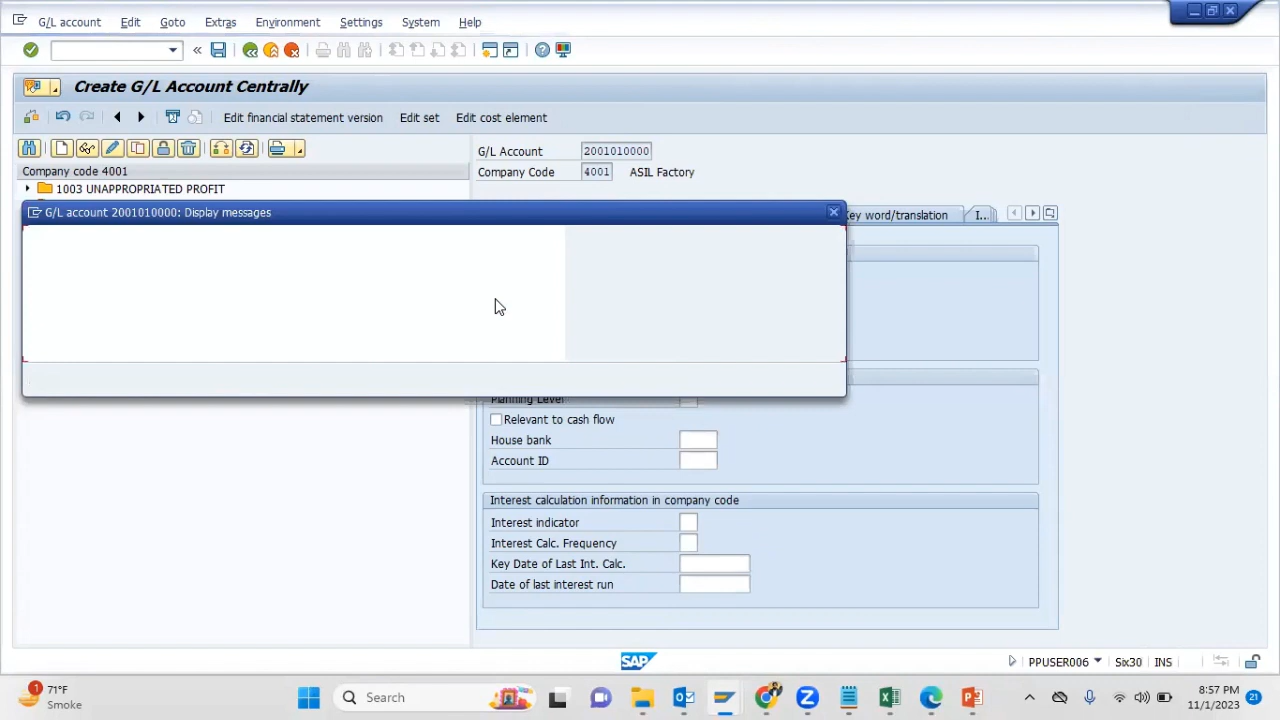 G/L account Edit Goto Extras Environment Settings System Help
Create G/L Account Centrally
Edit financial statement version Edit set Edit cost element
G/L Account 2001010000
Company code 4001
Company Code 4001 ASIL Factory
1003 UNAPPROPRIATED PROFIT
G/L account 2001010000: Display messages
Key word/translation I...
Planning Level
Relevant to cash flow
House bank
Account ID
Interest calculation information in company code
Interest indicator
Interest Calc. Frequency
Key Date of Last Int. Calc.
Date of last interest run
SAP
PPUSER006 Six30 INS
1 71°F
Smoke
Search
8:57 PM
11/1/2023
21